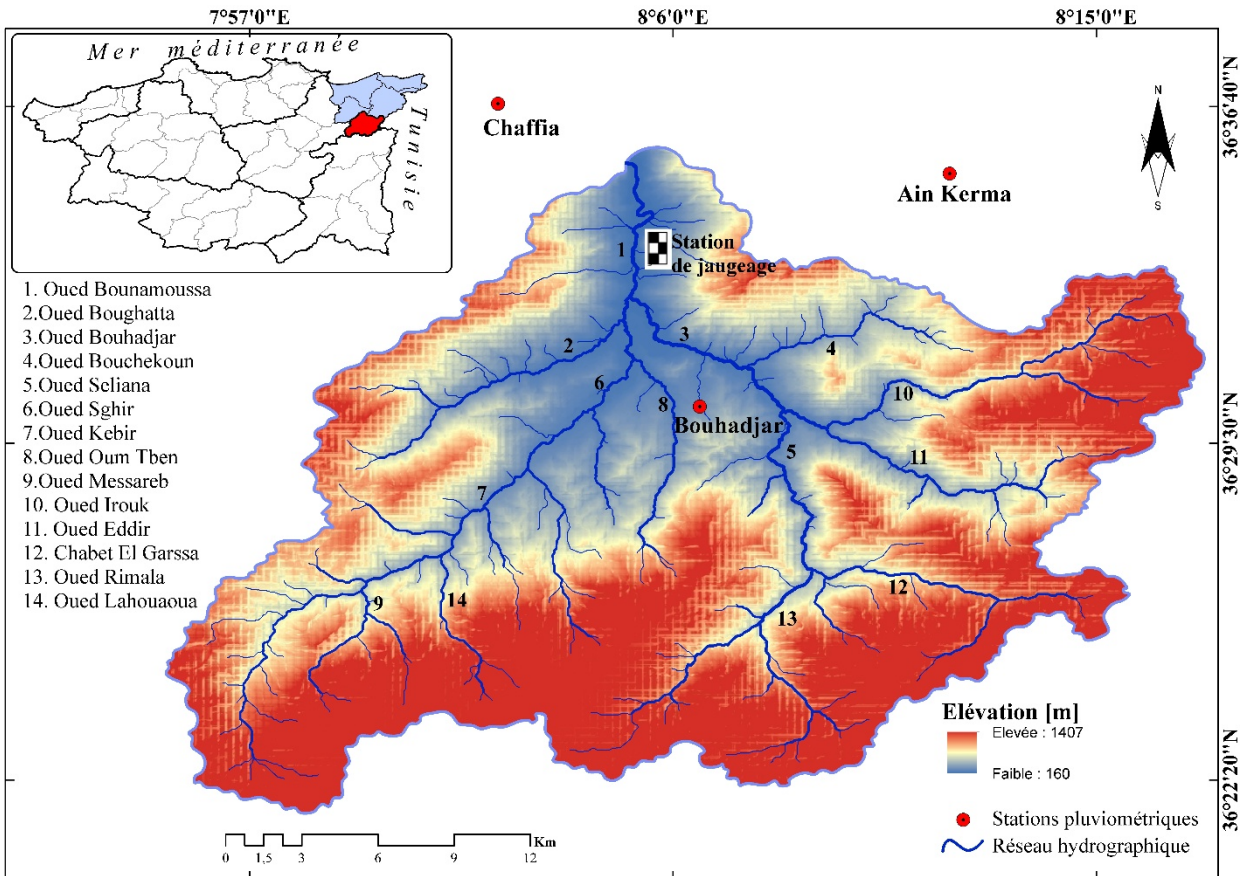 7°57'0"E
8°6'0"E
8°15'0"E
Mer méditerranée
Tunisie
36°36'40"N
36°29'30"N
36°22'20"N
Chaffia
Ain Kerma
N
S
Station
de jaugeage
Bouhadjar
1. Oued Bounamoussa
2.Oued Boughatta
3.Oued Bouhadjar
4.Oued Bouchekoun
5.Oued Seliana
6.Oued Sghir
7.Oued Kebir
8.Oued Oum Tben
9.Oued Messareb
10. Oued Irouk
11. Oued Eddir
12. Chabet El Garssa
13. Oued Rimala
14. Oued Lahouaoua
1
2
3
4
6
8
10
5
11
7
9
14
12
13
Elévation [m]
Elevée : 1407
Faible : 160
Stations pluviométriques
Réseau hydrographique
Km
0 1,5 3 6 9 12